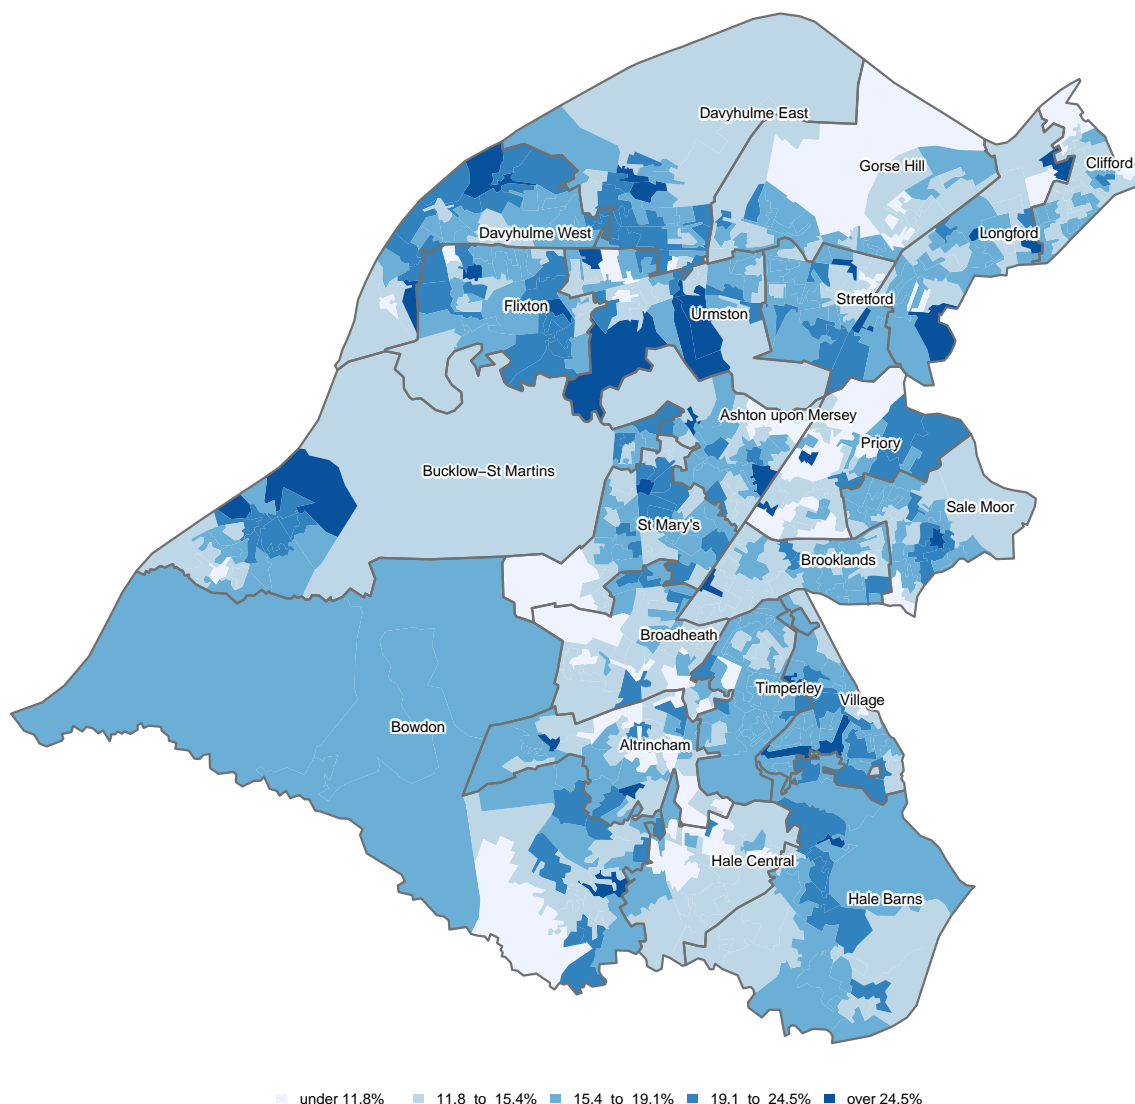 Davyhulme East
Gorse Hill
Clifford
Davyhulme West
Longford
Flixton
Stretford
Urmston
Ashton upon Mersey
Priory
Bucklow–St Martins
Sale Moor
St Mary's
Brooklands
Broadheath
Timperley
Village
Bowdon
Altrincham
Hale Central
Hale Barns
under 11.8% 11.8 to 15.4% 15.4 to 19.1% 19.1 to 24.5% over 24.5%